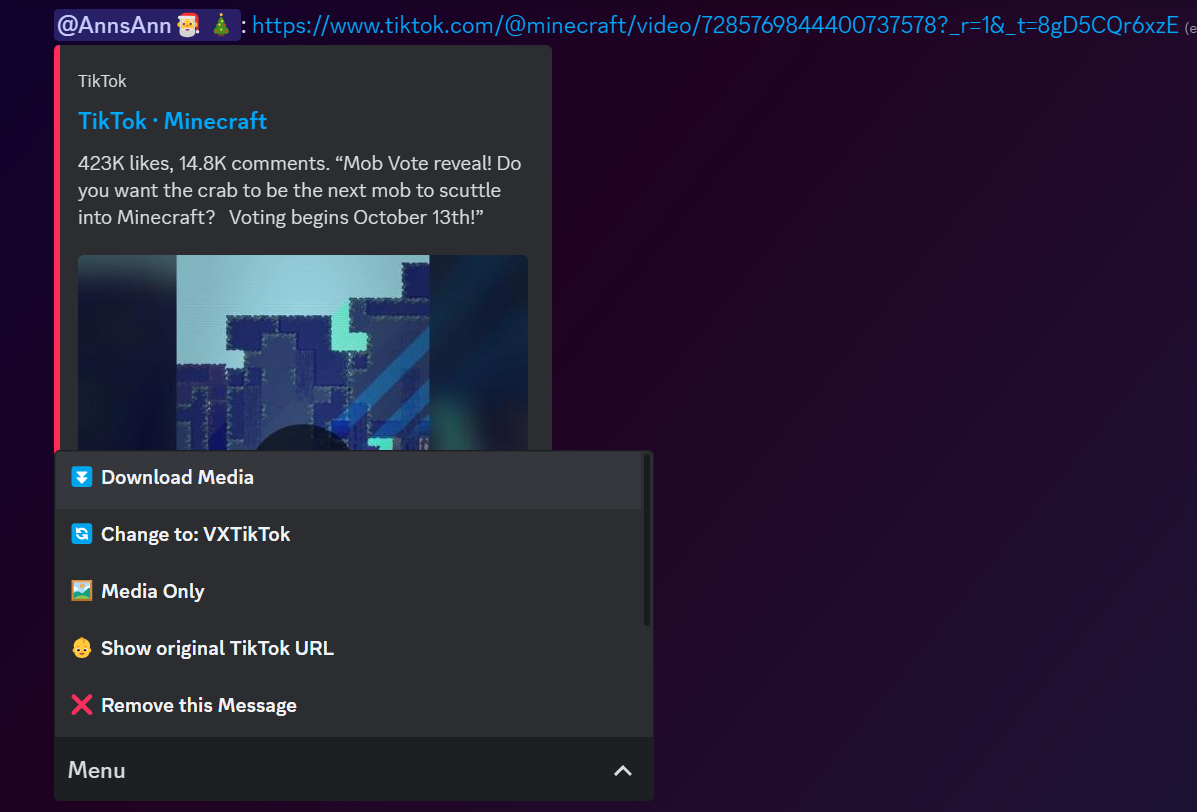 @AnnsAnn🎅🎄: https://www.tiktok.com/@minecraft/video/7285769844400737578?_r=1&_t=8gD5CQr6xzE (e
TikTok
TikTok · Minecraft
423K likes, 14.8K comments. “Mob Vote reveal! Do
you want the crab to be the next mob to scuttle
into Minecraft? Voting begins October 13th!”
Download Media
Change to: VXTikTok
Media Only
Show original TikTok URL
Remove this Message
Menu